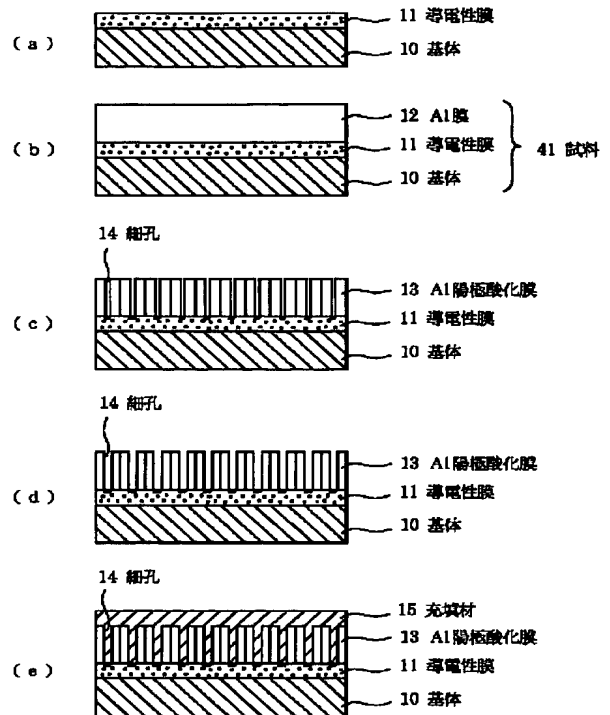 11 導電性膜
(a)
10 基体
12 Al膜
(b)
11 導電性膜
41 試料
10 基体
14 細孔
13 Al陽極酸化膜
(c)
11 導電性膜
10 基体
14 細孔
13 Al陽極酸化膜
(d)
11 導電性膜
10 基体
14 細孔
15 充填材
13 Al陽極酸化膜
(e)
11 導電性膜
10 基体